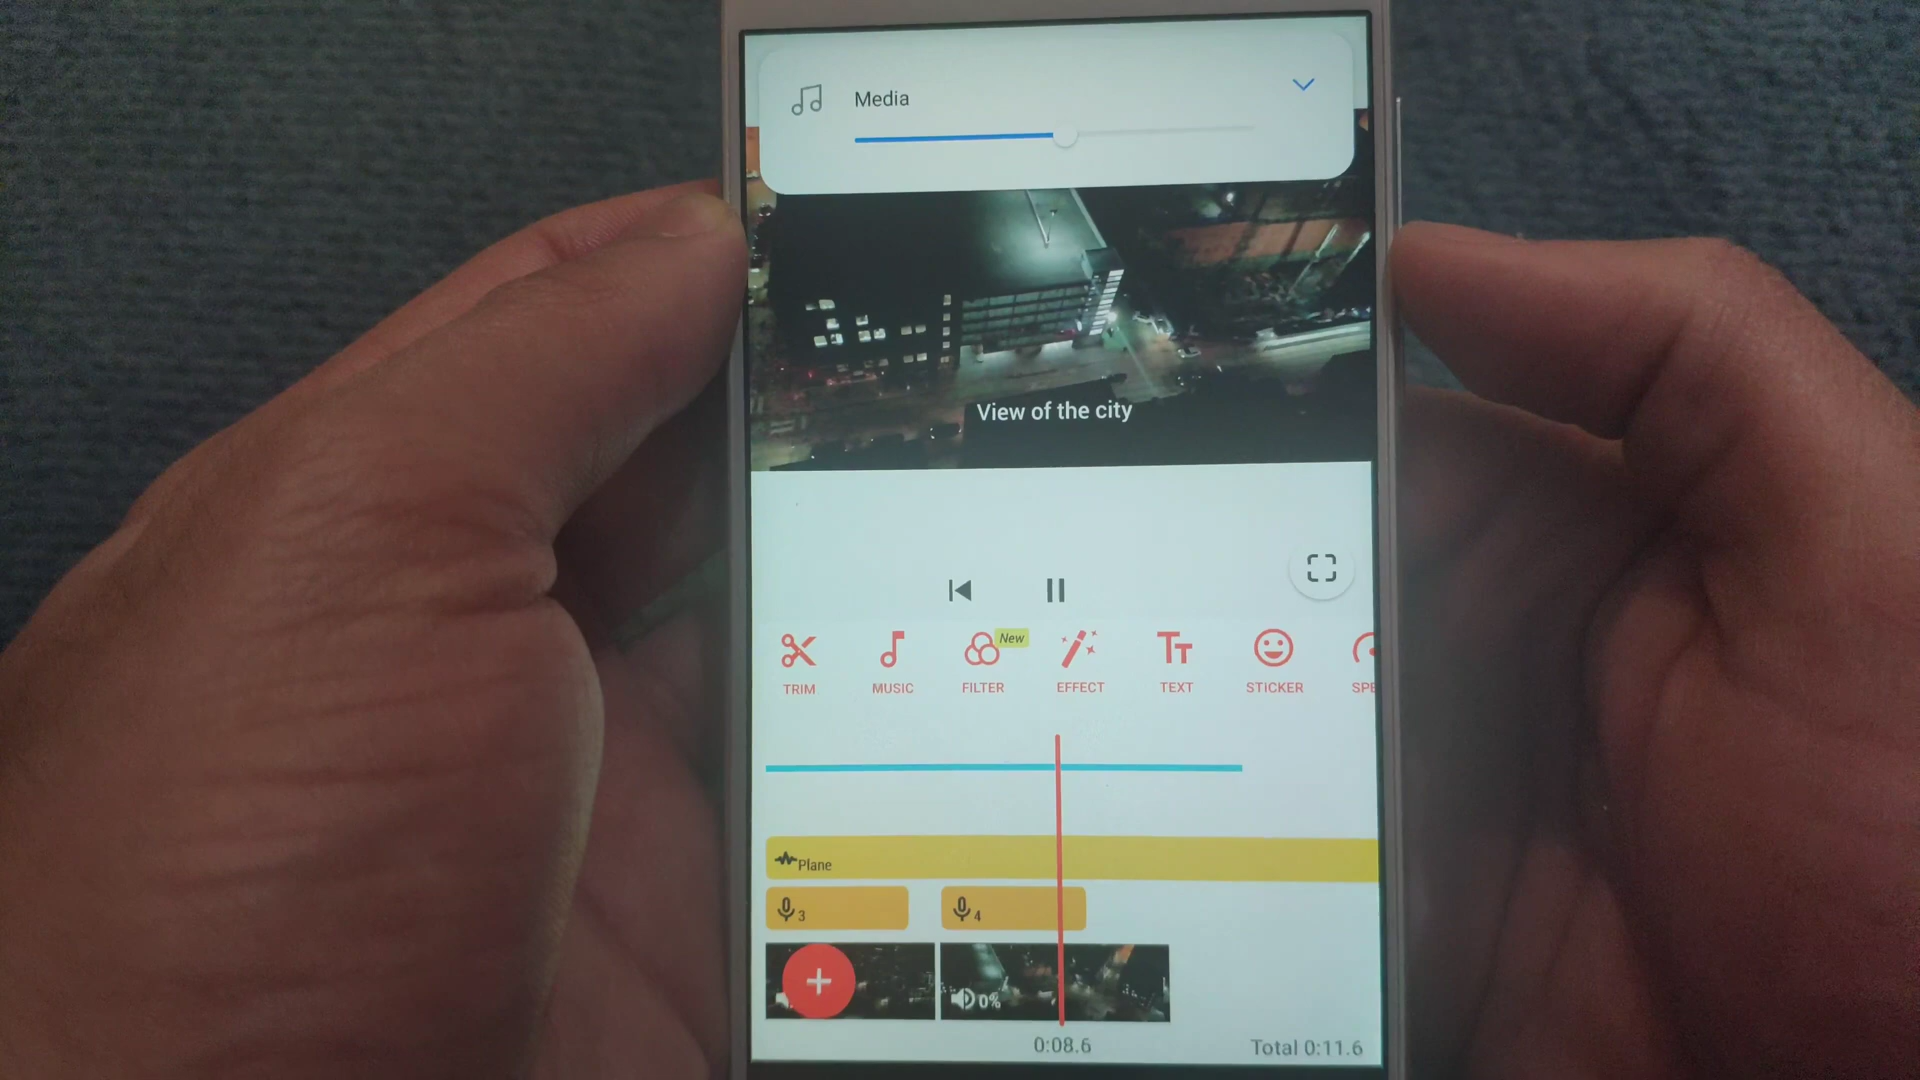 Media
View of the city
New
TRIM MUSIC FILTER EFFECT TEXT STICKER SPE
Plane
3 4
0%
0:08.6 Total 0:11.6